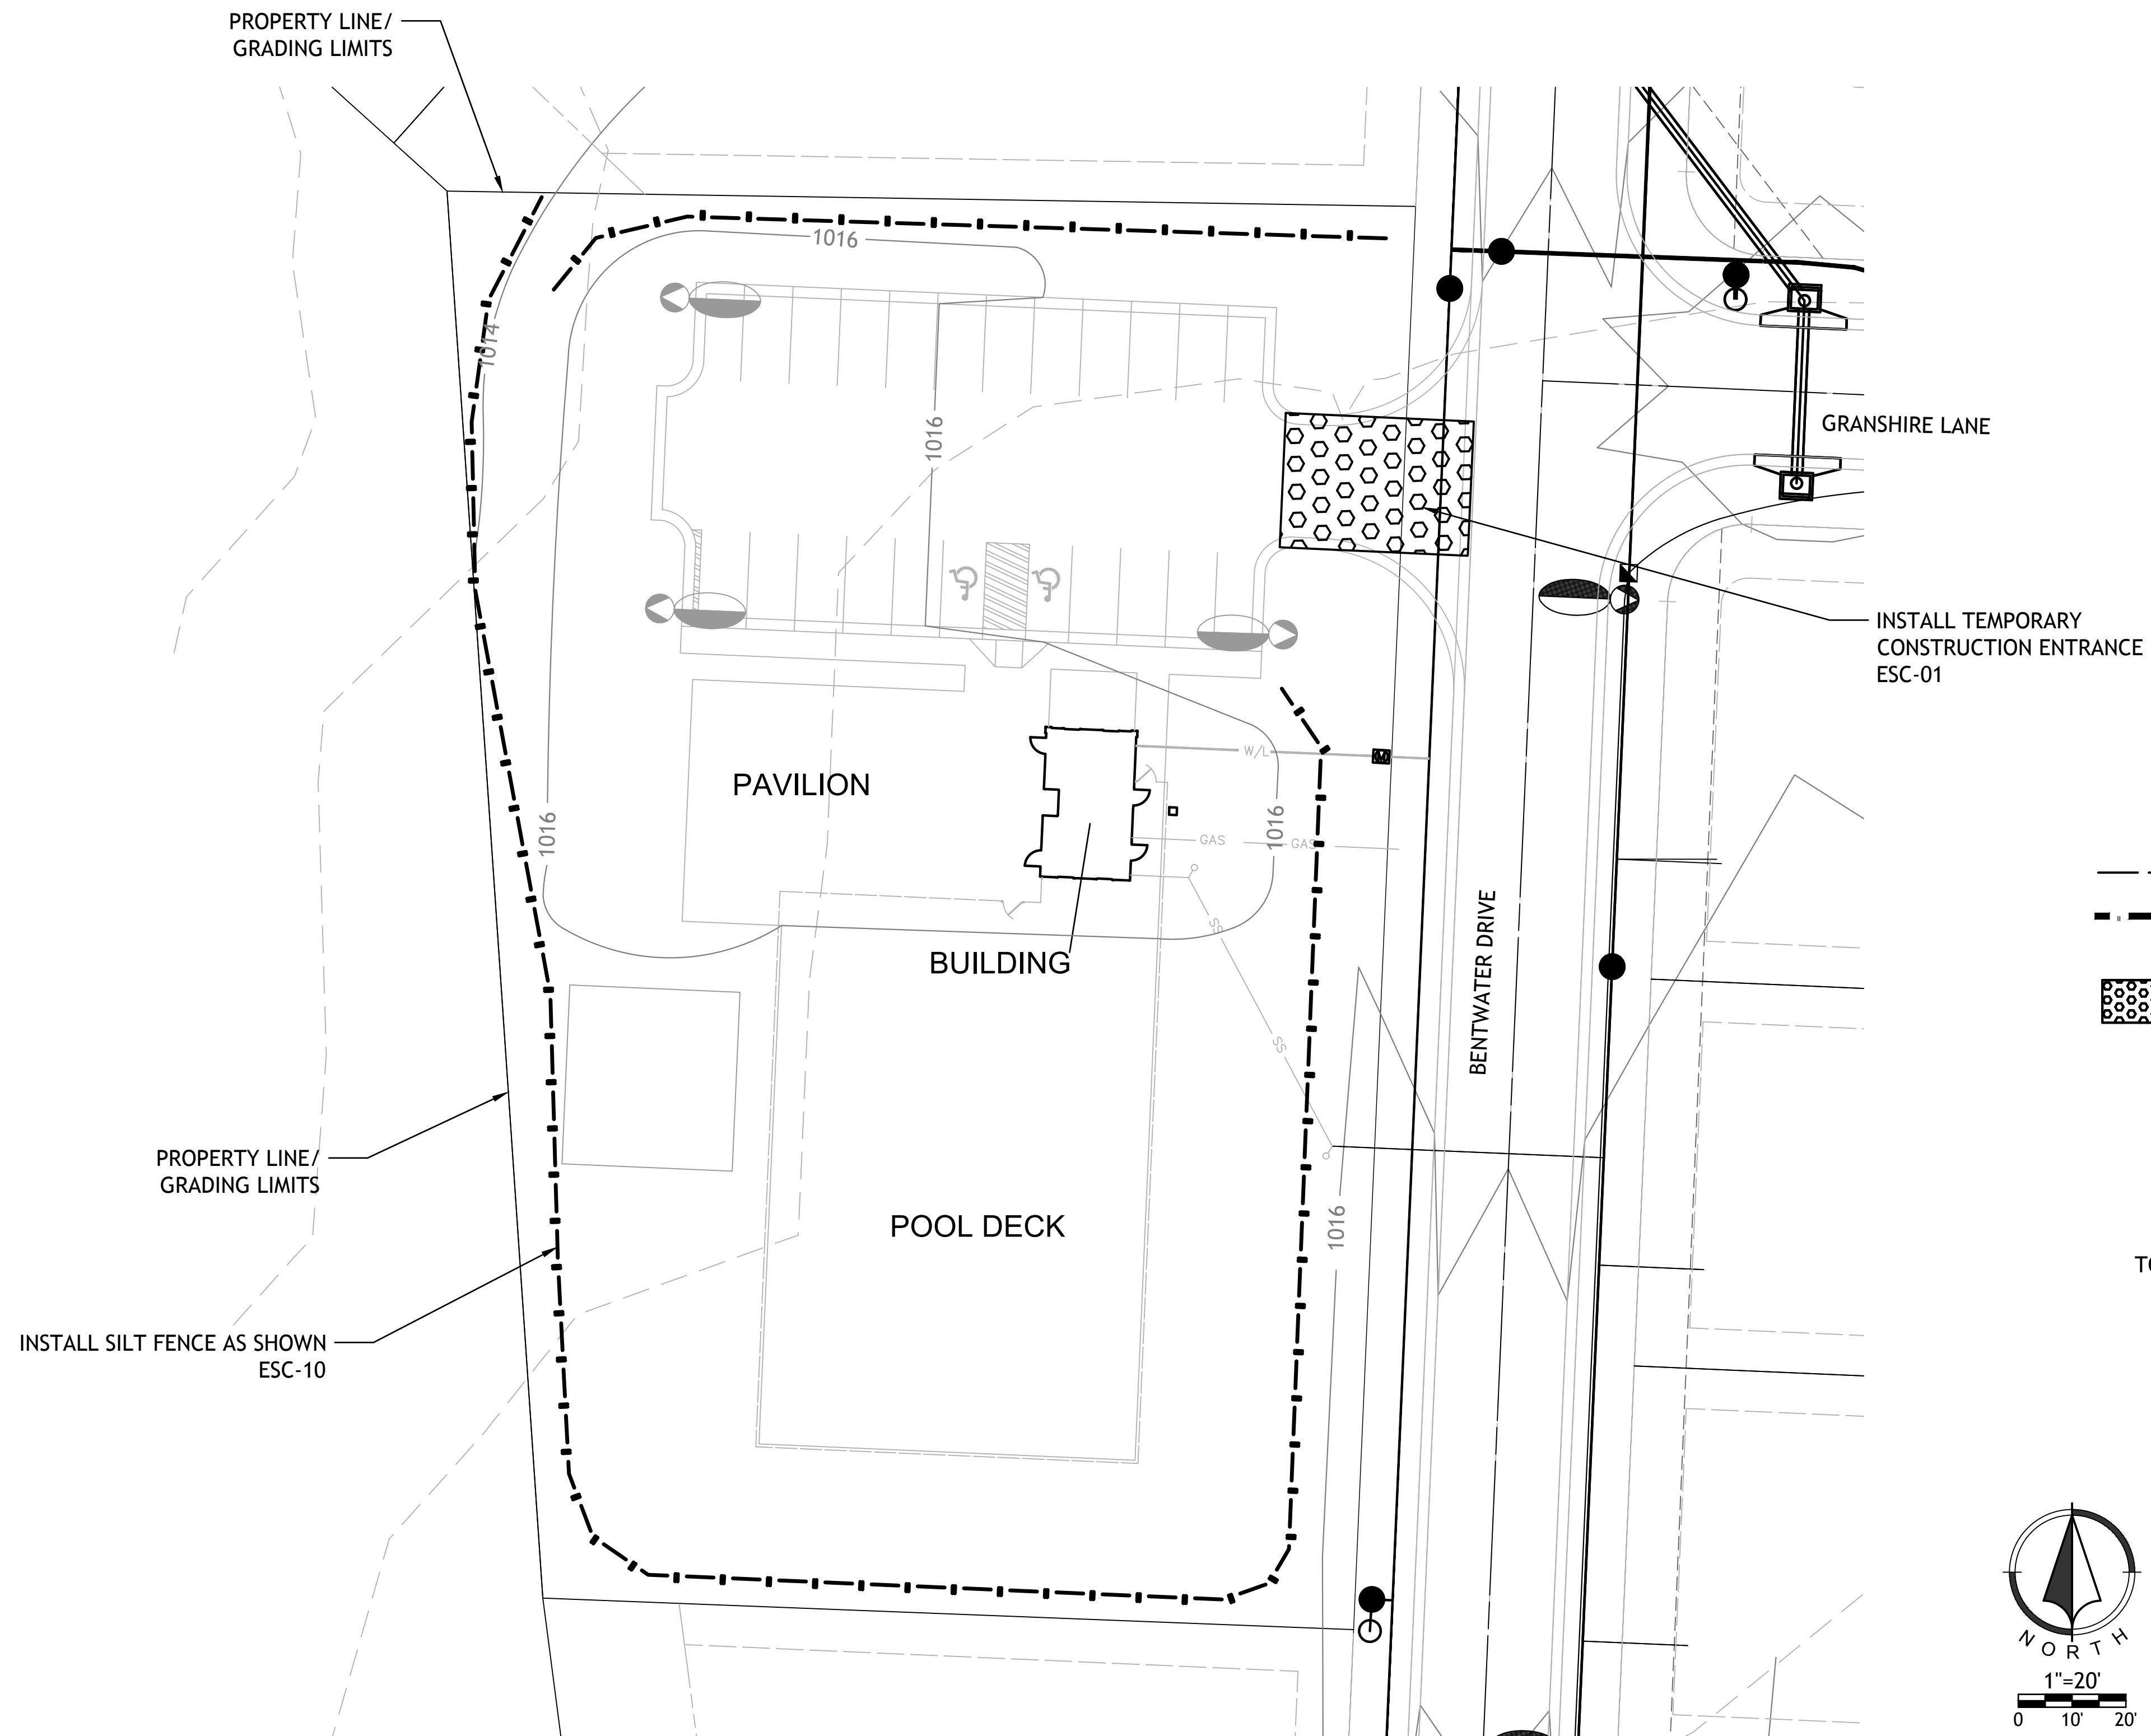 PROPERTY LINE/
GRADING LIMITS
1016
1014
1016
GRANSHIRE LANE
INSTALL TEMPORARY
CONSTRUCTION ENTRANCE
ESC-01
W/L
M
PAVILION
1016
1016
GAS
GAS
SS
BUILDING
BENTWATER DRIVE
SS
PROPERTY LINE/
GRADING LIMITS
POOL DECK
1016
TO
INSTALL SILT FENCE AS SHOWN
ESC-10
NORTH
1"=20'
0 10' 20'